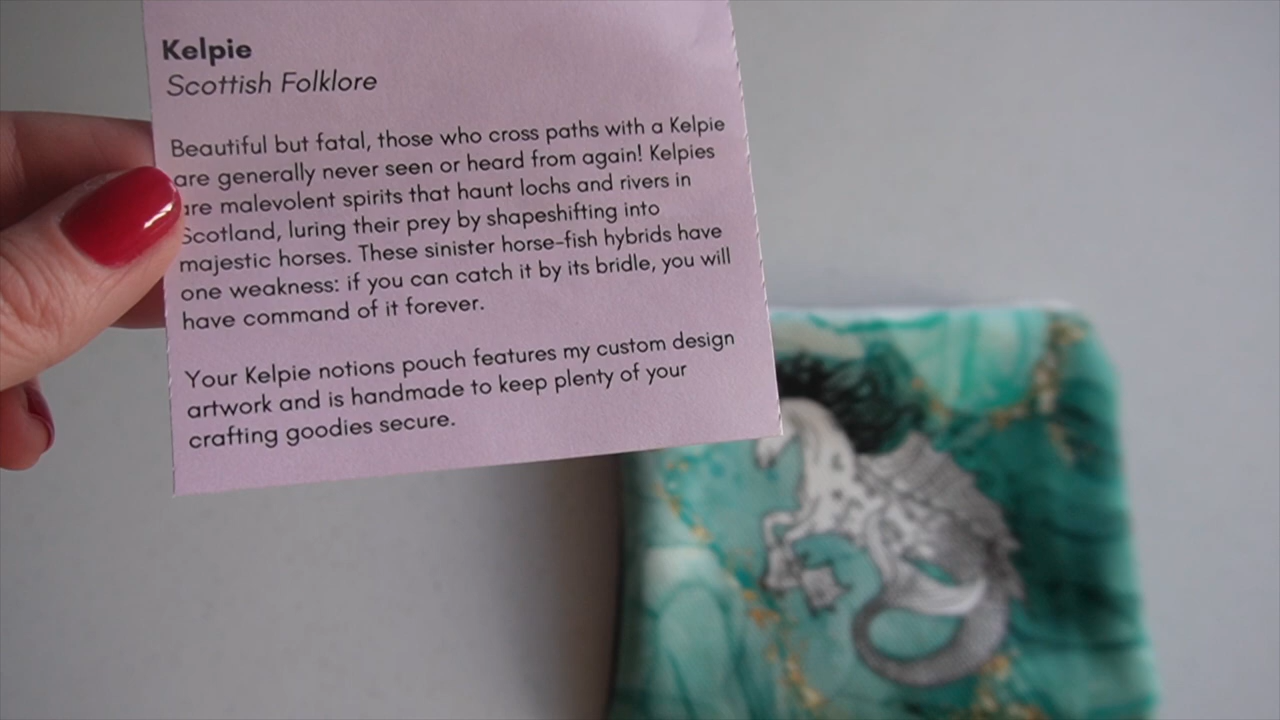 Kelpie
Scottish Folklore
Beautiful but fatal, those who cross paths with a Kelpie
are generally never seen or heard from again! Kelpies
are malevolent spirits that haunt lochs and rivers in
Scotland, luring their prey by shapeshifting into
majestic horses. These sinister horse-fish hybrids have
one weakness: if you can catch it by its bridle, you will
have command of it forever.
Your Kelpie notions pouch features my custom design
artwork and is handmade to keep plenty of your
crafting goodies secure.